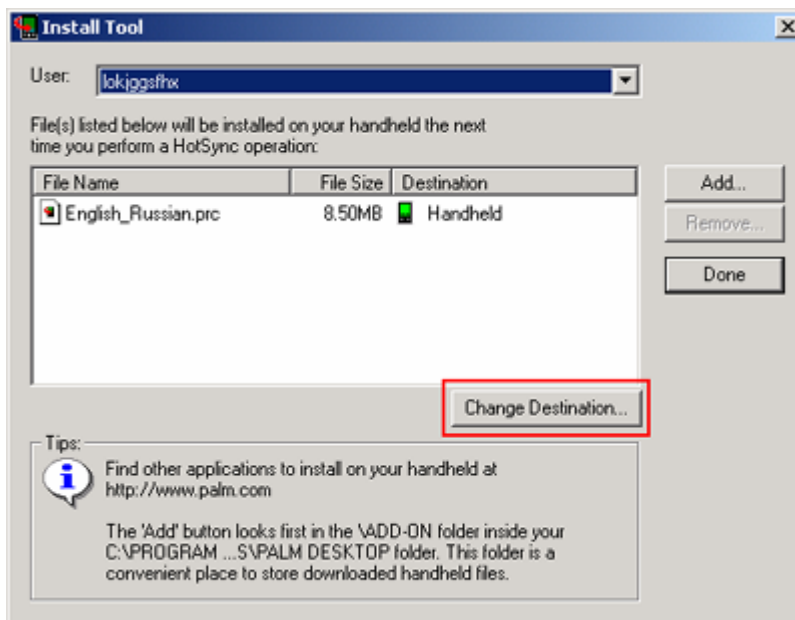 Install Tool
User: lokjggsfhx
File(s) listed below will be installed on your handheld the next
time you perform a HotSync operation:
File Name File Size Destination
English_Russian.prc 8.50MB Handheld
Add...
Remove...
Done
Change Destination...
Tips:
Find other applications to install on your handheld at
http://www.palm.com
The 'Add' button looks first in the \ADD-ON folder inside your
C:\PROGRAM ...S\PALM DESKTOP folder. This folder is a
convenient place to store downloaded handheld files.